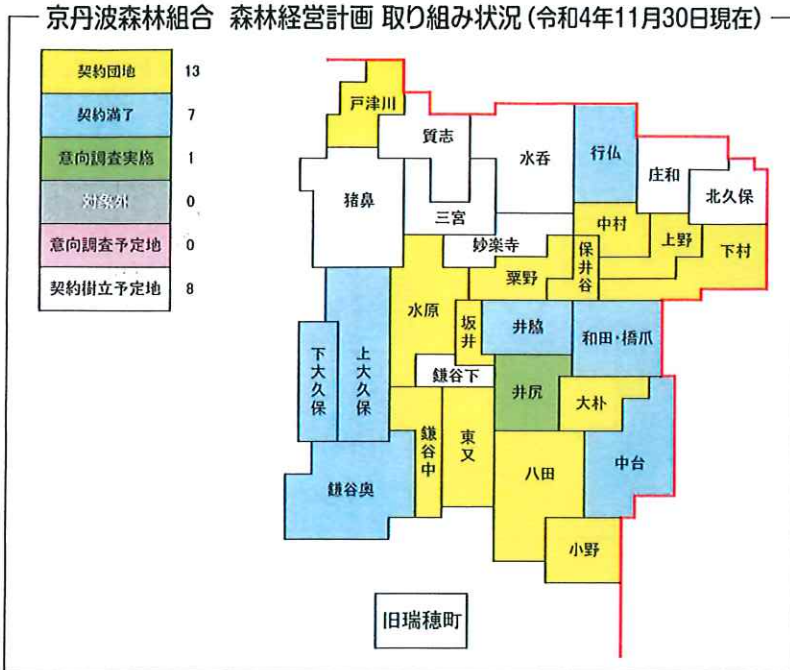 京丹波森林組合 森林経営計画 取り組み状況(令和4年11月30日現在)
契約団地 13
契約満了 7
意向調査実施 1
対象外 0
意向調査予定地 0
契約樹立予定地 8
戸津川
質志
水呑
行仏
庄和
北久保
猪鼻
三宮
妙楽寺
中村
上野
下村
保井谷
粟野
水原
坂井
井脇
和田・橋爪
下大久保
上大久保
鎌谷下
井尻
大朴
鎌谷中
東又
八田
中台
鎌谷奥
小野
旧瑞穂町